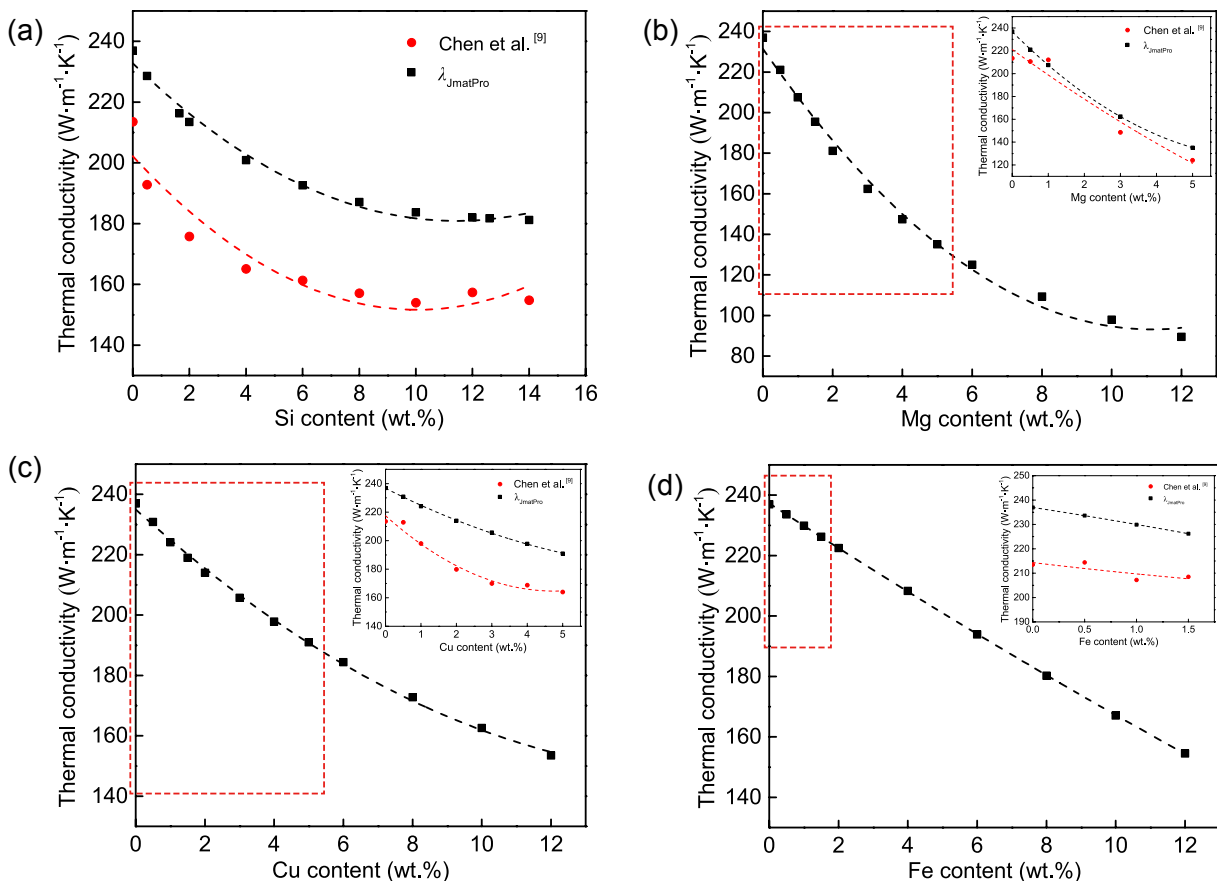 (a)
Thermal conductivity (W·m⁻¹·K⁻¹)
240
220
200
180
160
140
Chen et al. [9]
λJmatPro
2 4 6 8 10 12 14 16
Si content (wt.%)
(b)
Thermal conductivity (W·m⁻¹·K⁻¹)
240
220
200
180
160
140
120
100
80
0 2 4 6 8 10 12
Mg content (wt.%)
Thermal conductivity (W·m⁻¹·K⁻¹)
240
220
200
180
160
140
120
Chen et al. [9]
λJmatPro
0 1 2 3 4 5
Mg content (wt.%)
(c)
Thermal conductivity (W·m⁻¹·K⁻¹)
240
220
200
180
160
140
0 2 4 6 8 10 12
Cu content (wt.%)
Thermal conductivity (W·m⁻¹·K⁻¹)
240
220
200
180
160
140
Chen et al. [9]
λJmatPro
0 1 2 3 4 5
Cu content (wt.%)
(d)
Thermal conductivity (W·m⁻¹·K⁻¹)
240
220
200
180
160
140
0 2 4 6 8 10 12
Fe content (wt.%)
Thermal conductivity (W·m⁻¹·K⁻¹)
250
240
230
220
210
200
190
Chen et al. [9]
λJmatPro
0.0 0.5 1.0 1.5
Fe content (wt.%)